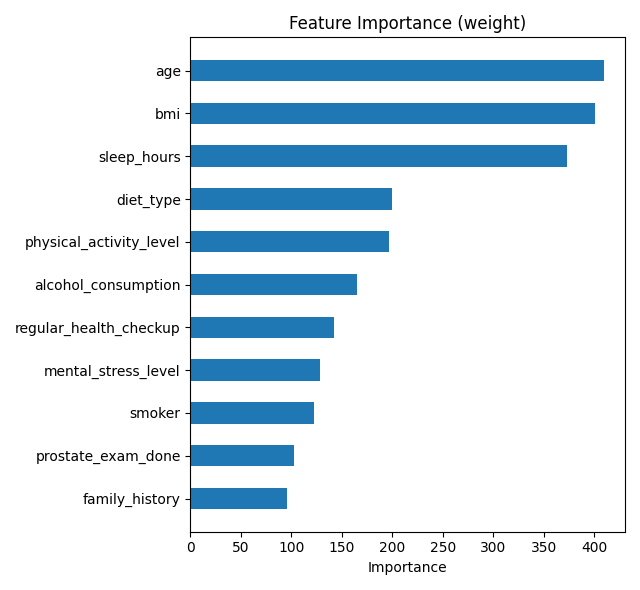 Feature Importance (weight)
age
bmi
sleep_hours
diet_type
physical_activity_level
alcohol_consumption
regular_health_checkup
mental_stress_level
smoker
prostate_exam_done
family_history
0 50 100 150 200 250 300 350 400
Importance